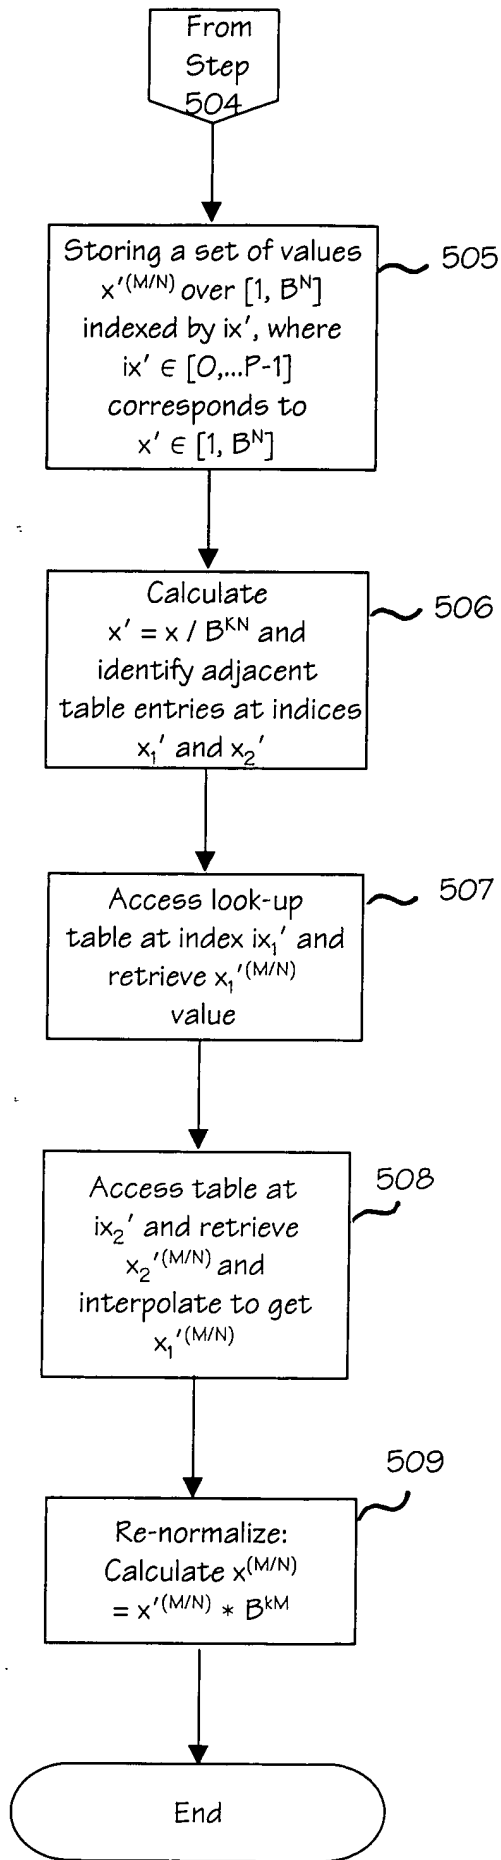 From
Step
504
Storing a set of values
x'^(M/N) over [1, B^N]
indexed by ix', where
ix' ∈ [0,...P-1]
corresponds to
x' ∈ [1, B^N]
505
Calculate
x' = x / B^KN and
identify adjacent
table entries at indices
x₁' and x₂'
506
Access look-up
table at index ix₁' and
retrieve x₁'^(M/N)
value
507
Access table at
ix₂' and retrieve
x₂'^(M/N) and
interpolate to get
x₁'^(M/N)
508
Re-normalize:
Calculate x^(M/N)
= x'^(M/N) * B^kM
509
End